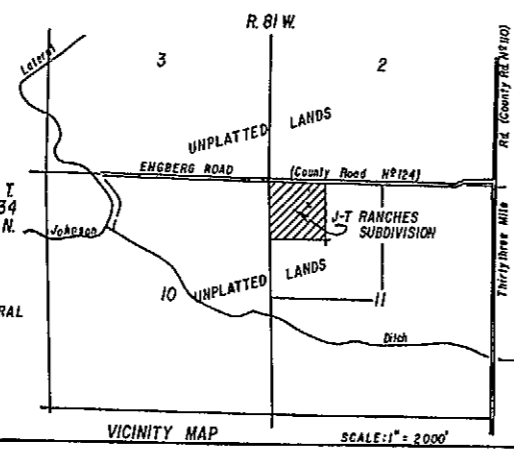 R. 81 W.
Lateral
3
2
Rd. (County Rd. Nº 110)
UNPLATTED LANDS
ENGBERG ROAD
(County Road Nº 124)
T.
34
N.
Johnson
J-T RANCHES
SUBDIVISION
Thirtythree Mile
UNPLATTED LANDS
10
11
RAL
Ditch
VICINITY MAP
SCALE: 1" = 2000'